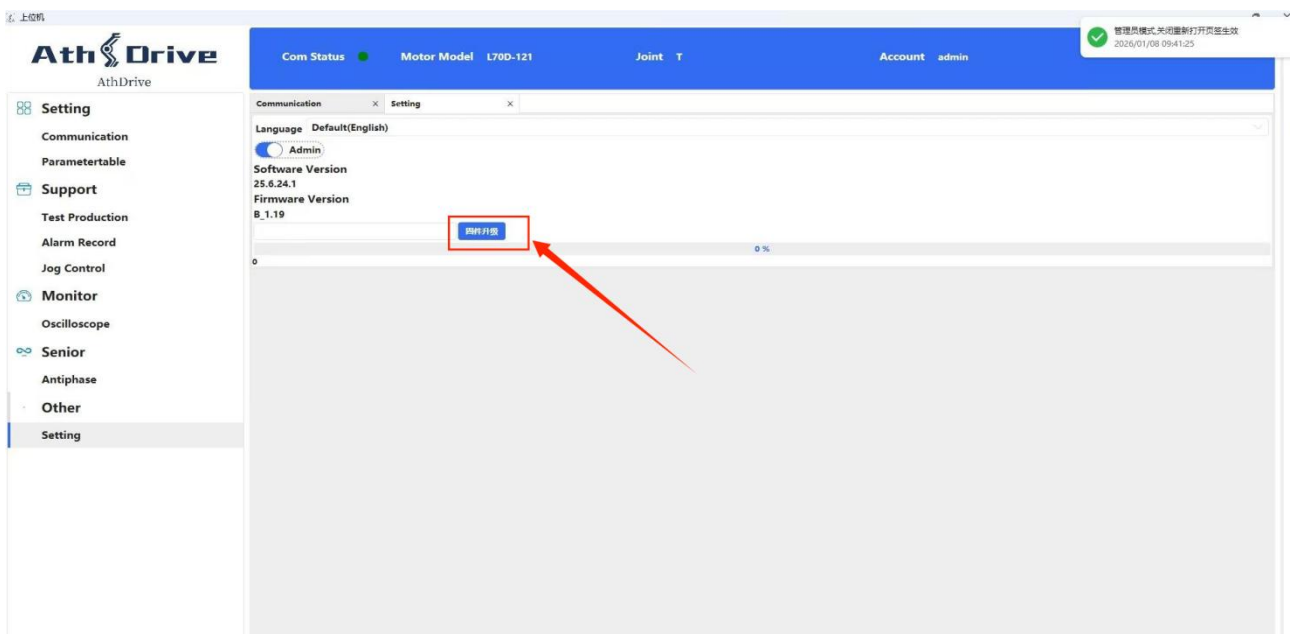 上位机
管理员模式,关闭重新打开页签生效
2026/01/08 09:41:25
Ath Drive
AthDrive
Com Status
Motor Model L70D-121
Joint T
Account admin
Setting
Communication
Parametertable
Support
Test Production
Alarm Record
Jog Control
Monitor
Oscilloscope
Senior
Antiphase
Other
Setting
Communication × Setting ×
Language Default(English)
Admin
Software Version
25.6.24.1
Firmware Version
B_1.19
固件升级
0 %
0